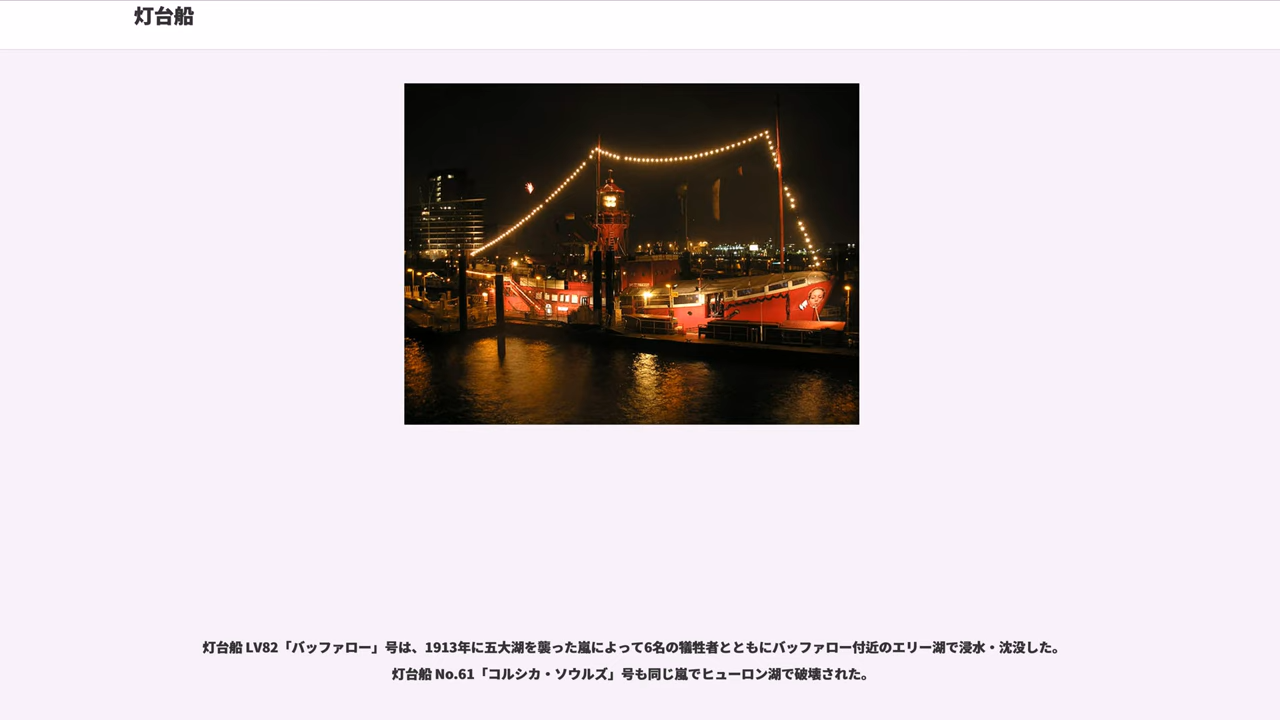 灯台船
灯台船 LV82「バッファロー」号は、1913年に五大湖を襲った嵐によって6名の犠牲者とともにバッファロー付近のエリー湖で浸水・沈没した。
灯台船 No.61「コルシカ・ソウルズ」号も同じ嵐でヒューロン湖で破壊された。